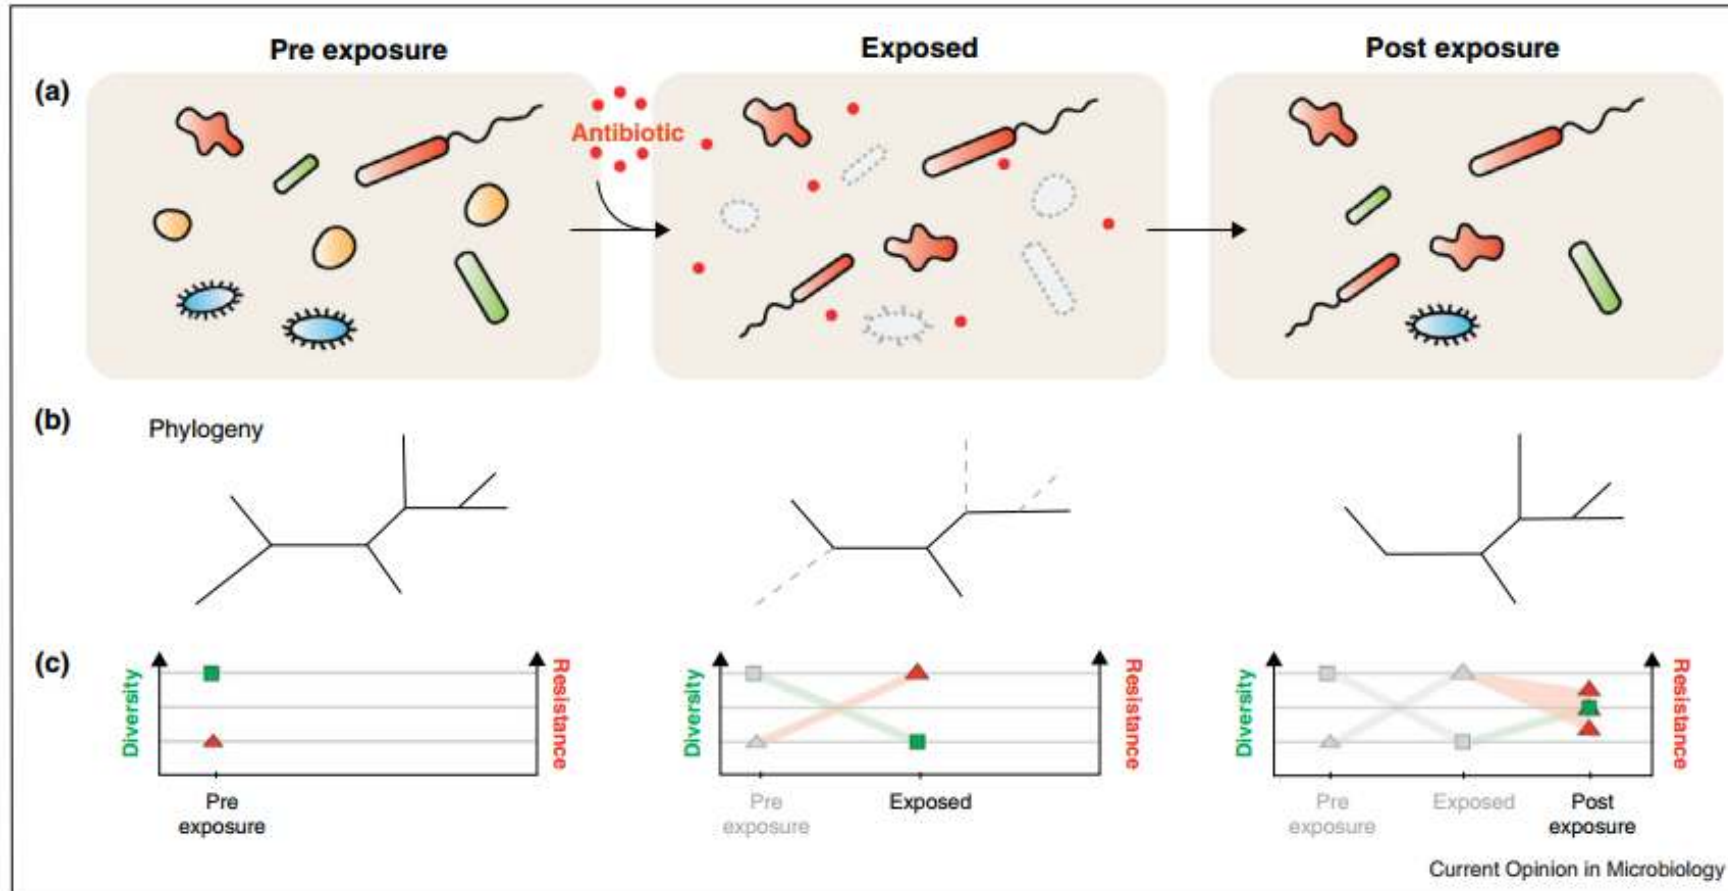 Pre exposure
Exposed
Post exposure
(a)
Antibiotic
(b)
Phylogeny
(c)
Diversity
Resistance
Pre
exposure
Diversity
Resistance
Pre
exposure
Exposed
Diversity
Resistance
Pre
exposure
Exposed
Post
exposure
Current Opinion in Microbiology